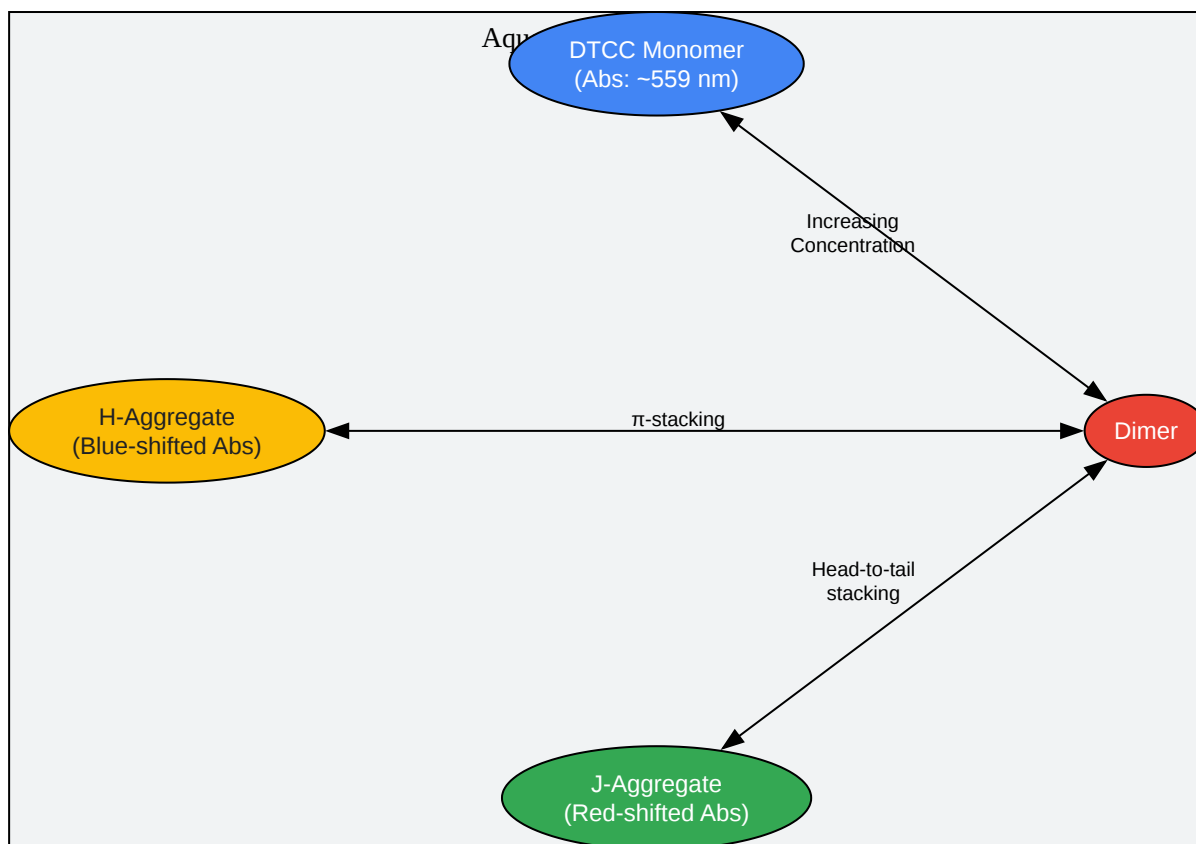 DTCC Monomer
(Abs: ~559 nm)
Increasing
Concentration
H-Aggregate
(Blue-shifted Abs)
π-stacking
Dimer
Head-to-tail
stacking
J-Aggregate
(Red-shifted Abs)